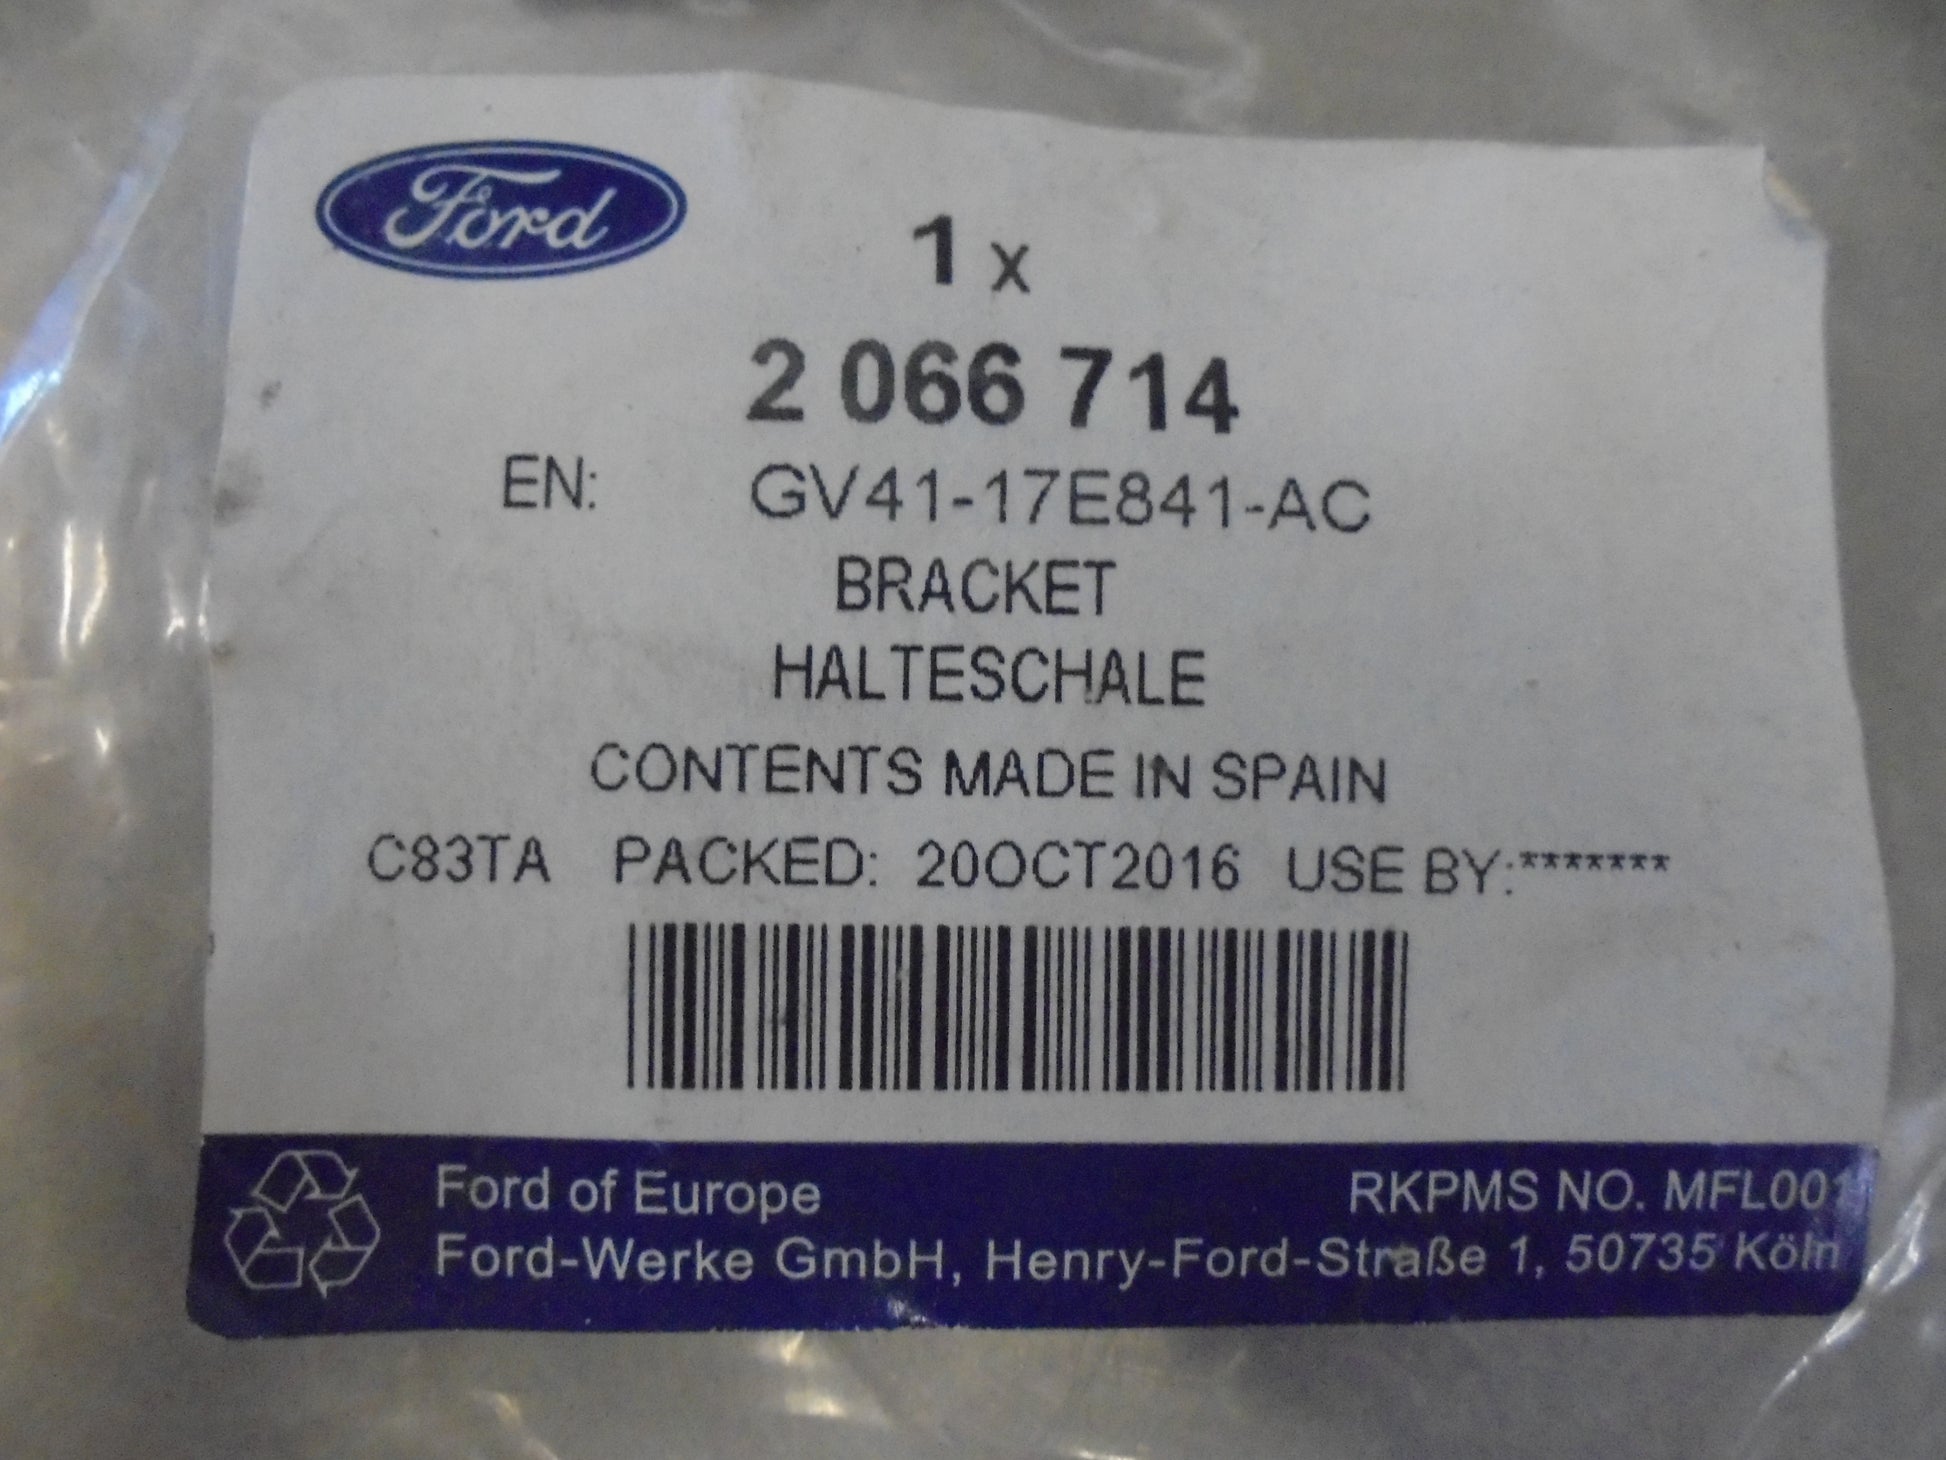 Ford
1 x
2 066 714
EN: GV41-17E841-AC
BRACKET
HALTESCHALE
CONTENTS MADE IN SPAIN
C83TA PACKED: 20OCT2016 USE BY:*******
Ford of Europe RKPMS NO. MFL001
Ford-Werke GmbH, Henry-Ford-Straße 1, 50735 Köln